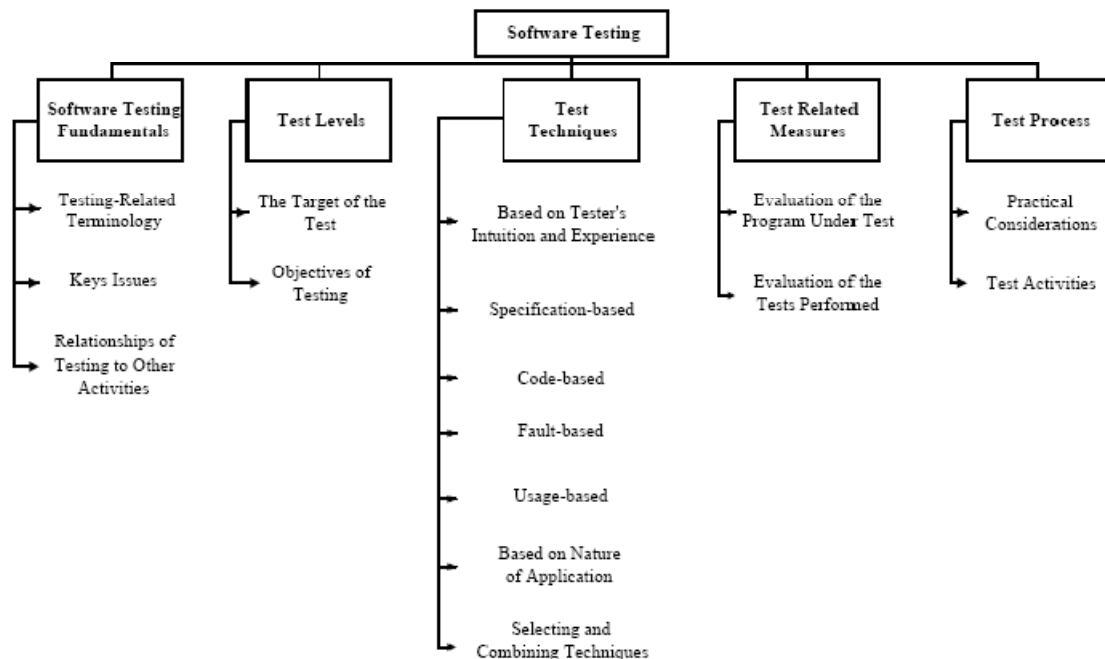 Software Testing
Software Testing
Fundamentals
Testing-Related
Terminology
Keys Issues
Relationships of
Testing to Other
Activities
Test Levels
The Target of the
Test
Objectives of
Testing
Test
Techniques
Based on Tester's
Intuition and Experience
Specification-based
Code-based
Fault-based
Usage-based
Based on Nature
of Application
Selecting and
Combining Techniques
Test Related
Measures
Evaluation of the
Program Under Test
Evaluation of the
Tests Performed
Test Process
Practical
Considerations
Test Activities